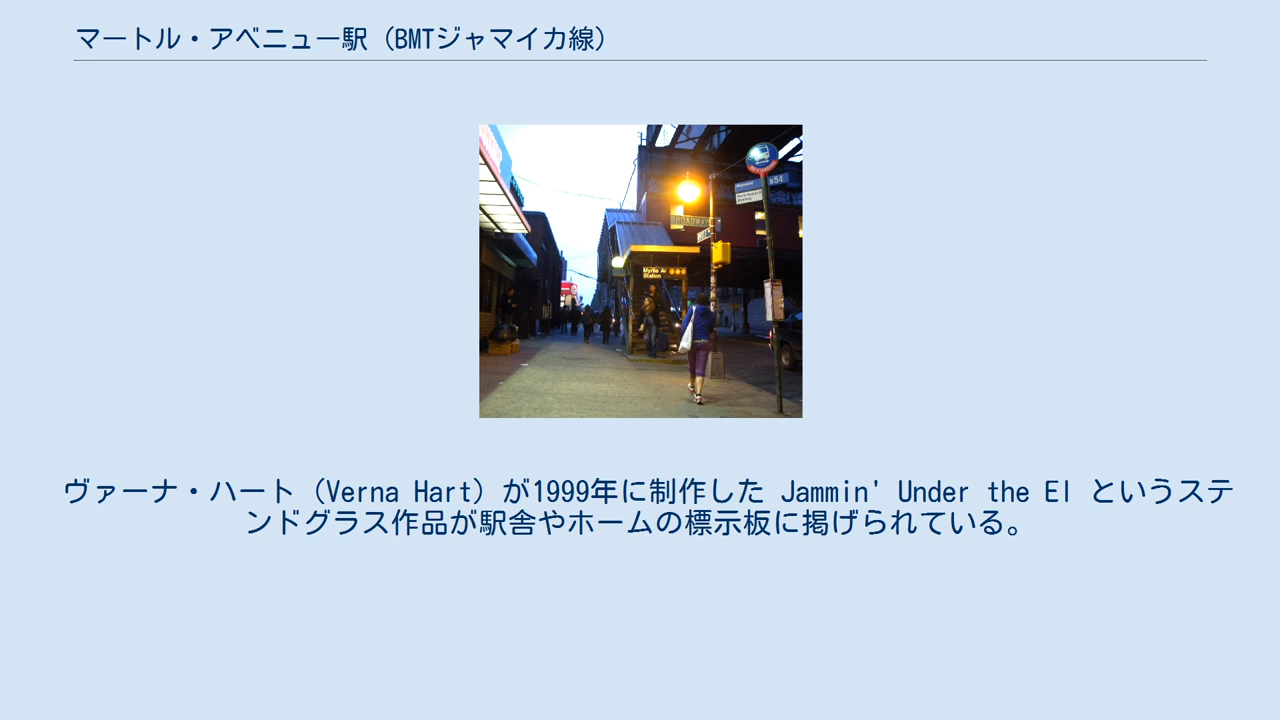 マートル・アベニュー駅（BMTジャマイカ線）
BROADWAY
B54
Myrtle Av
Station
ヴァーナ・ハート（Verna Hart）が1999年に制作した Jammin' Under the El というステ
ンドグラス作品が駅舎やホームの標示板に掲げられている。